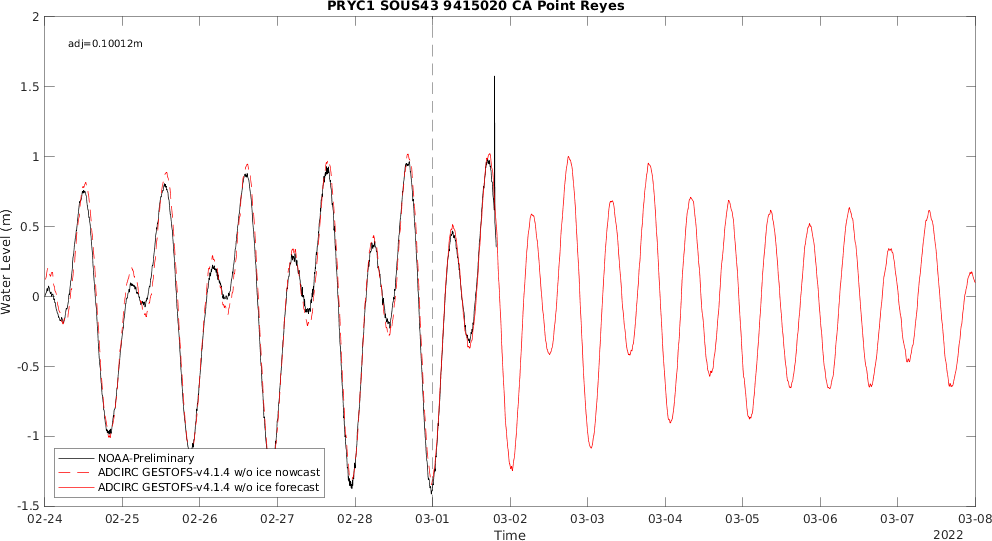 PRYC1 SOUS43 9415020 CA Point Reyes
adj=0.10012m
Water Level (m)
2
1.5
1
0.5
0
-0.5
-1
-1.5
NOAA-Preliminary
ADCIRC GESTOFS-v4.1.4 w/o ice nowcast
ADCIRC GESTOFS-v4.1.4 w/o ice forecast
02-24 02-25 02-26 02-27 02-28 03-01 03-02 03-03 03-04 03-05 03-06 03-07 03-08
Time
2022